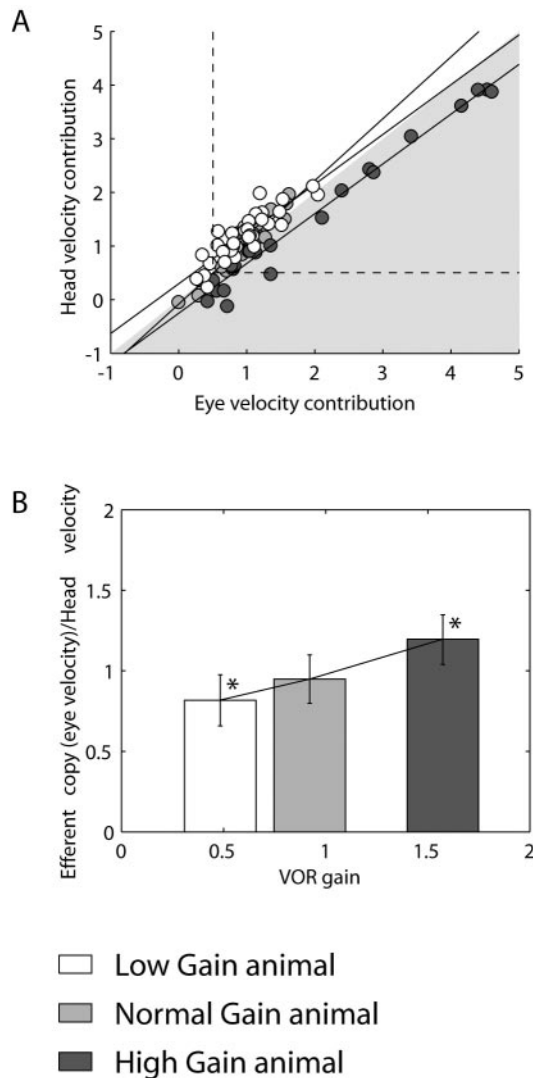 A
Head velocity contribution
5
4
3
2
1
0
-1
-1 0 1 2 3 4 5
Eye velocity contribution
B
Efferent copy (eye velocity)/Head velocity
2
1.5
1
0.5
0
* *
0 0.5 1 1.5 2
VOR gain
Low Gain animal
Normal Gain animal
High Gain animal